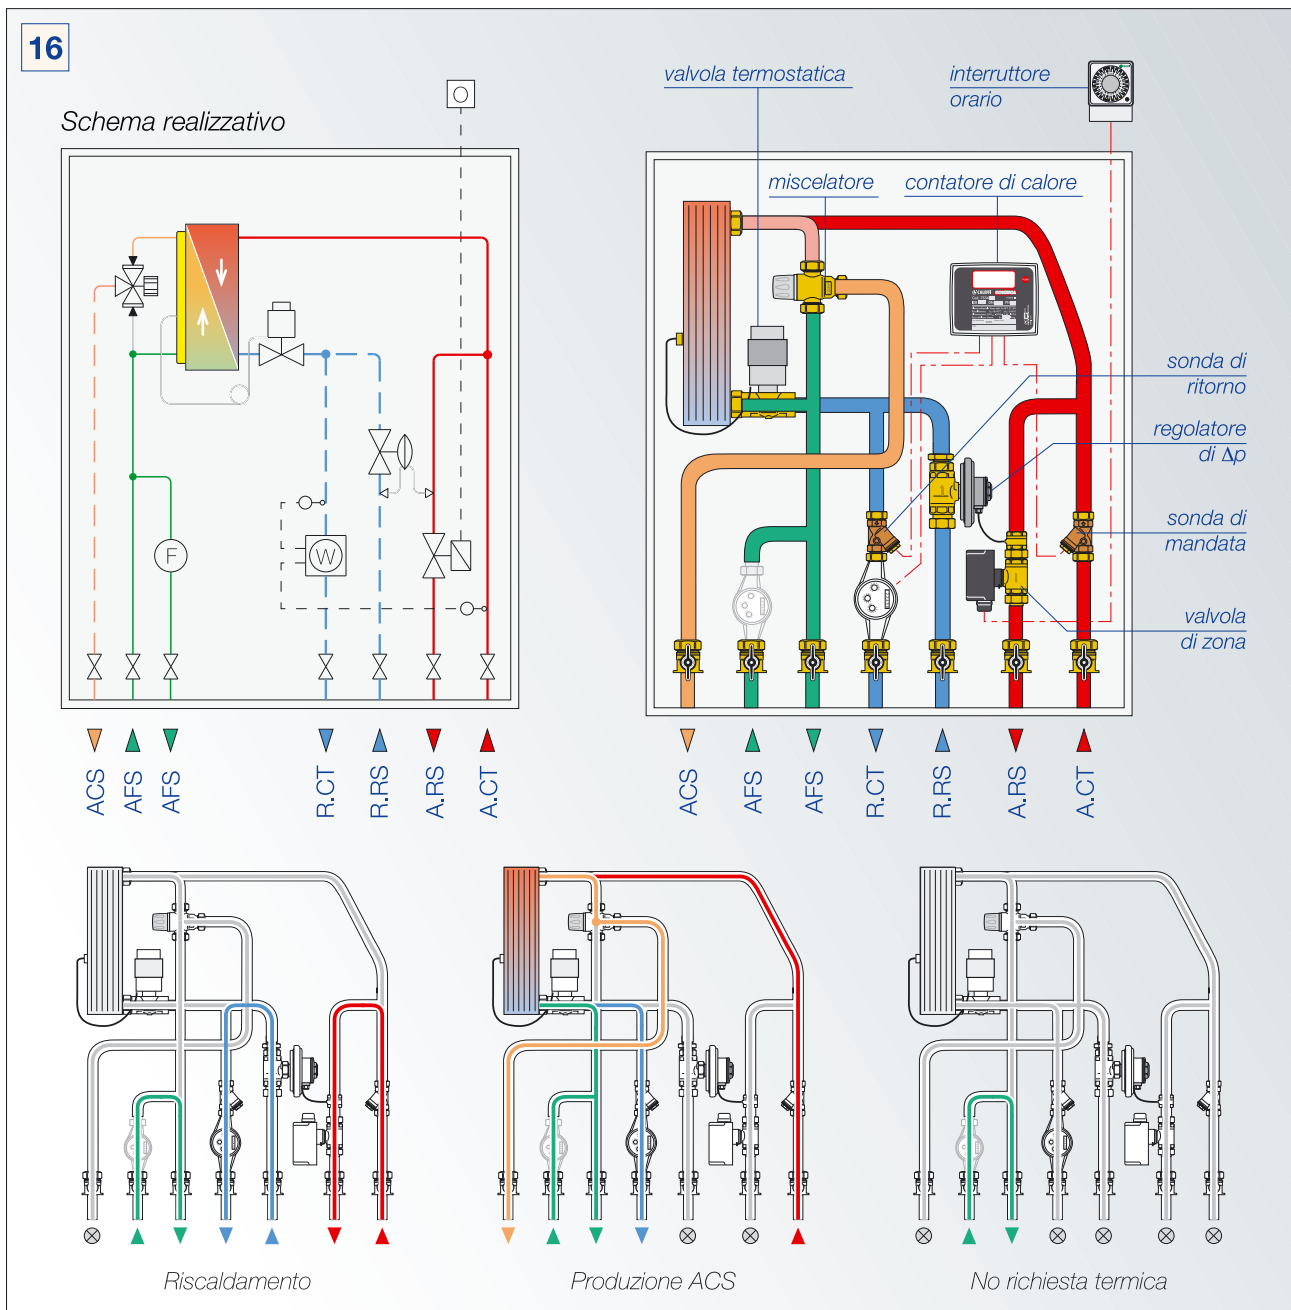 16
Schema realizzativo
valvola termostatica
interruttore
orario
miscelatore
contatore di calore
CALEFFI
sonda di
ritorno
regolatore
di Δp
sonda di
mandata
valvola
di zona
F
W
ACS
AFS
AFS
R.CT
R.RS
A.RS
A.CT
ACS
AFS
AFS
R.CT
R.RS
A.RS
A.CT
Riscaldamento
Produzione ACS
No richiesta termica